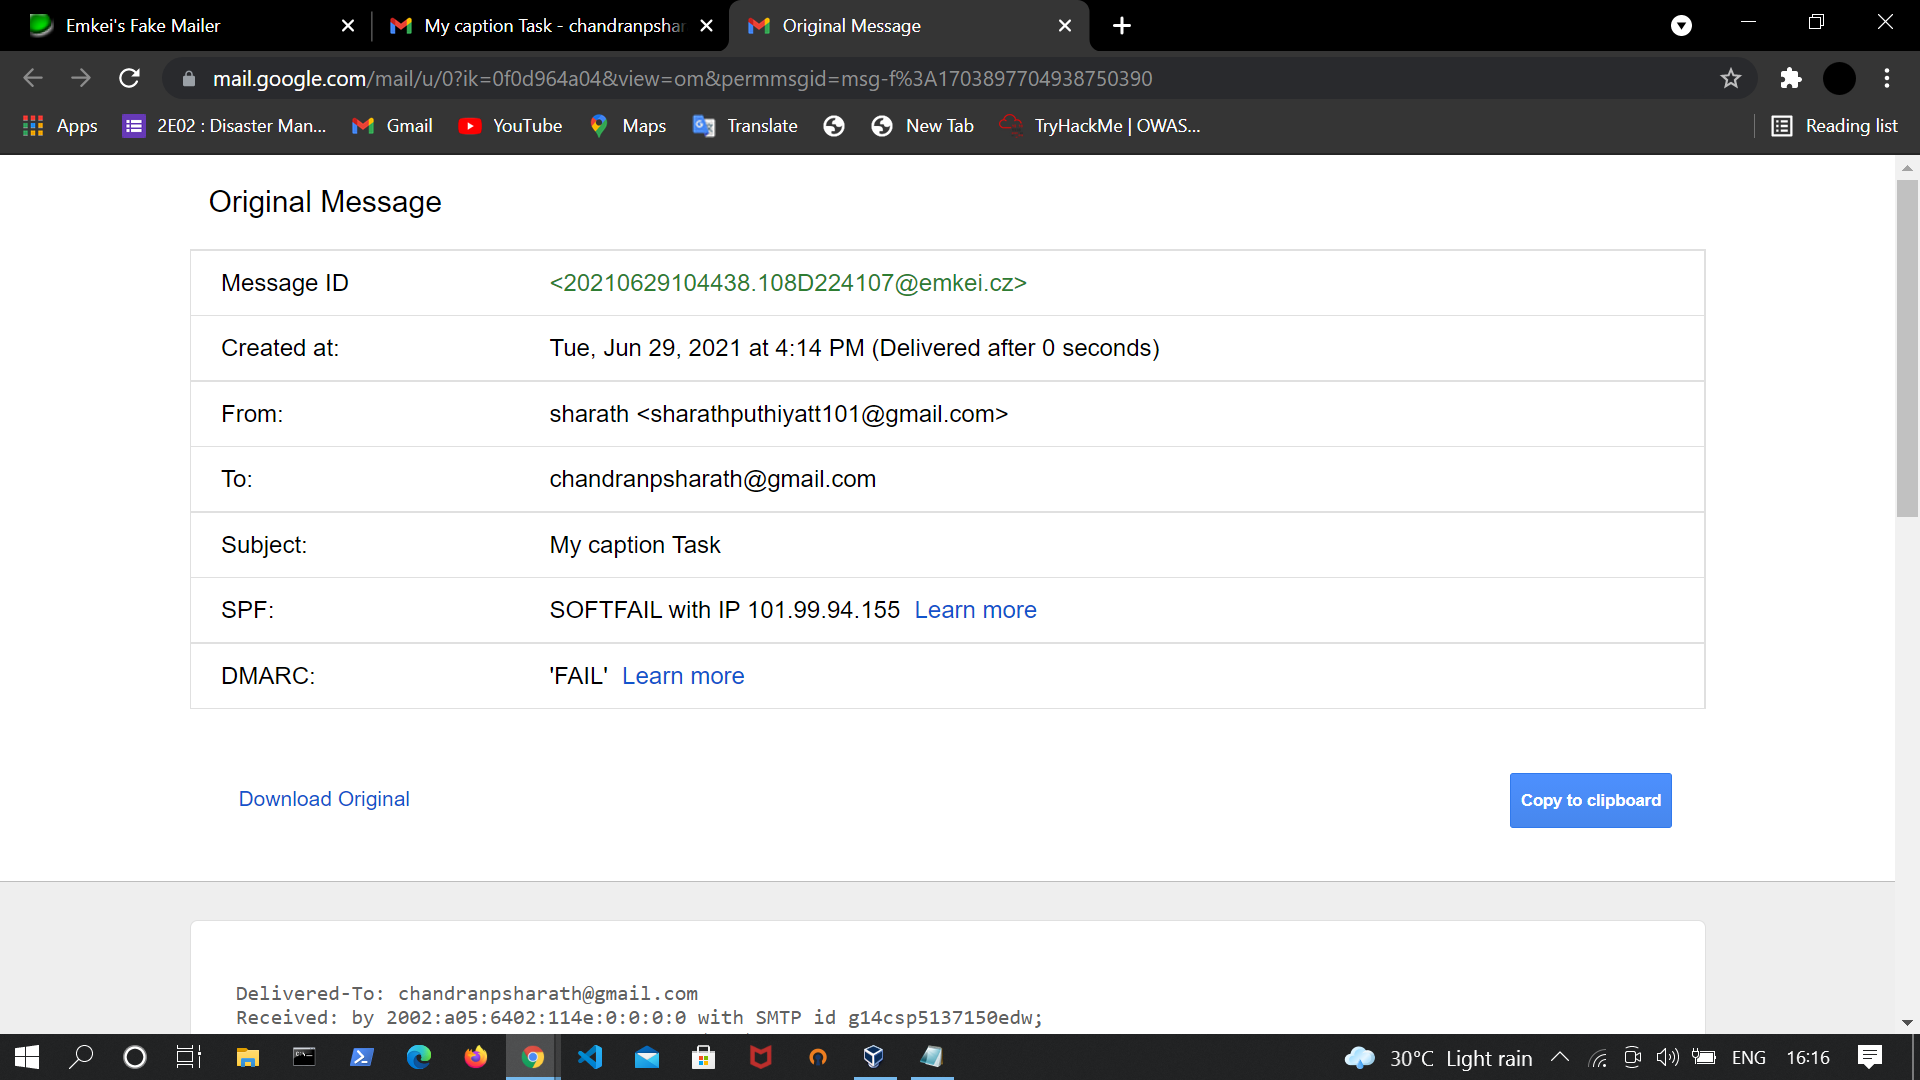 Emkei's Fake Mailer
My caption Task - chandranpshar
Original Message
mail.google.com/mail/u/0?ik=0f0d964a04&view=om&permmsgid=msg-f%3A1703897704938750390
Apps
2E02 : Disaster Man...
Gmail
YouTube
Maps
Translate
New Tab
TryHackMe | OWAS...
Reading list
Original Message
Message ID <20210629104438.108D224107@emkei.cz>
Created at: Tue, Jun 29, 2021 at 4:14 PM (Delivered after 0 seconds)
From: sharath <sharathputhiyatt101@gmail.com>
To: chandranpsharath@gmail.com
Subject: My caption Task
SPF: SOFTFAIL with IP 101.99.94.155 Learn more
DMARC: 'FAIL' Learn more
Download Original
Copy to clipboard
Delivered-To: chandranpsharath@gmail.com
Received: by 2002:a05:6402:114e:0:0:0:0 with SMTP id g14csp5137150edw;
30°C Light rain
ENG
16:16